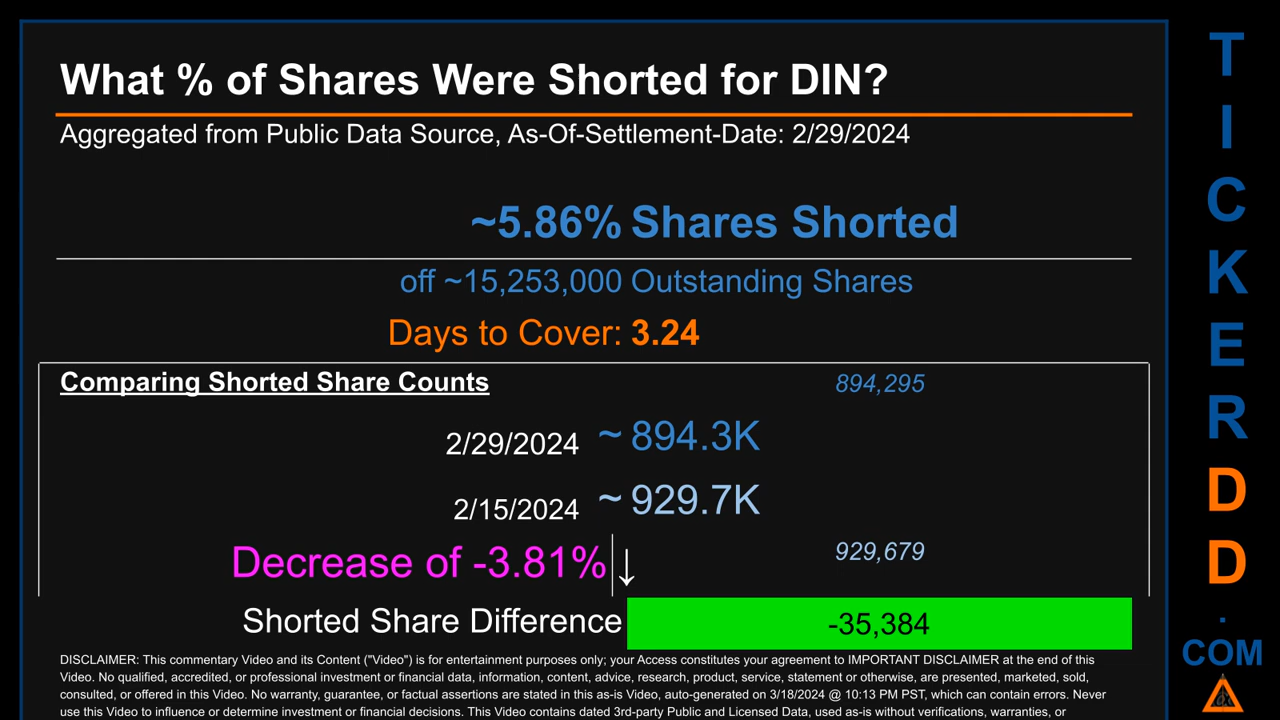 What % of Shares Were Shorted for DIN?
Aggregated from Public Data Source, As-Of-Settlement-Date: 2/29/2024
~5.86% Shares Shorted
off ~15,253,000 Outstanding Shares
Days to Cover: 3.24
Comparing Shorted Share Counts
894,295
2/29/2024 ~ 894.3K
2/15/2024 ~ 929.7K
929,679
Decrease of -3.81% ↓
Shorted Share Difference -35,384
DISCLAIMER: This commentary Video and its Content ("Video") is for entertainment purposes only; your Access constitutes your agreement to IMPORTANT DISCLAIMER at the end of this
Video. No qualified, accredited, or professional investment or financial data, information, content, advice, research, product, service, statement or otherwise, are presented, marketed, sold,
consulted, or offered in this Video. No warranty, guarantee, or factual assertions are stated in this as-is Video, auto-generated on 3/18/2024 @ 10:13 PM PST, which can contain errors. Never
use this Video to influence or determine investment or financial decisions. This Video contains dated 3rd-party Public and Licensed Data, used as-is without verifications, warranties, or
T
I
C
K
E
R
D
D
.
COM